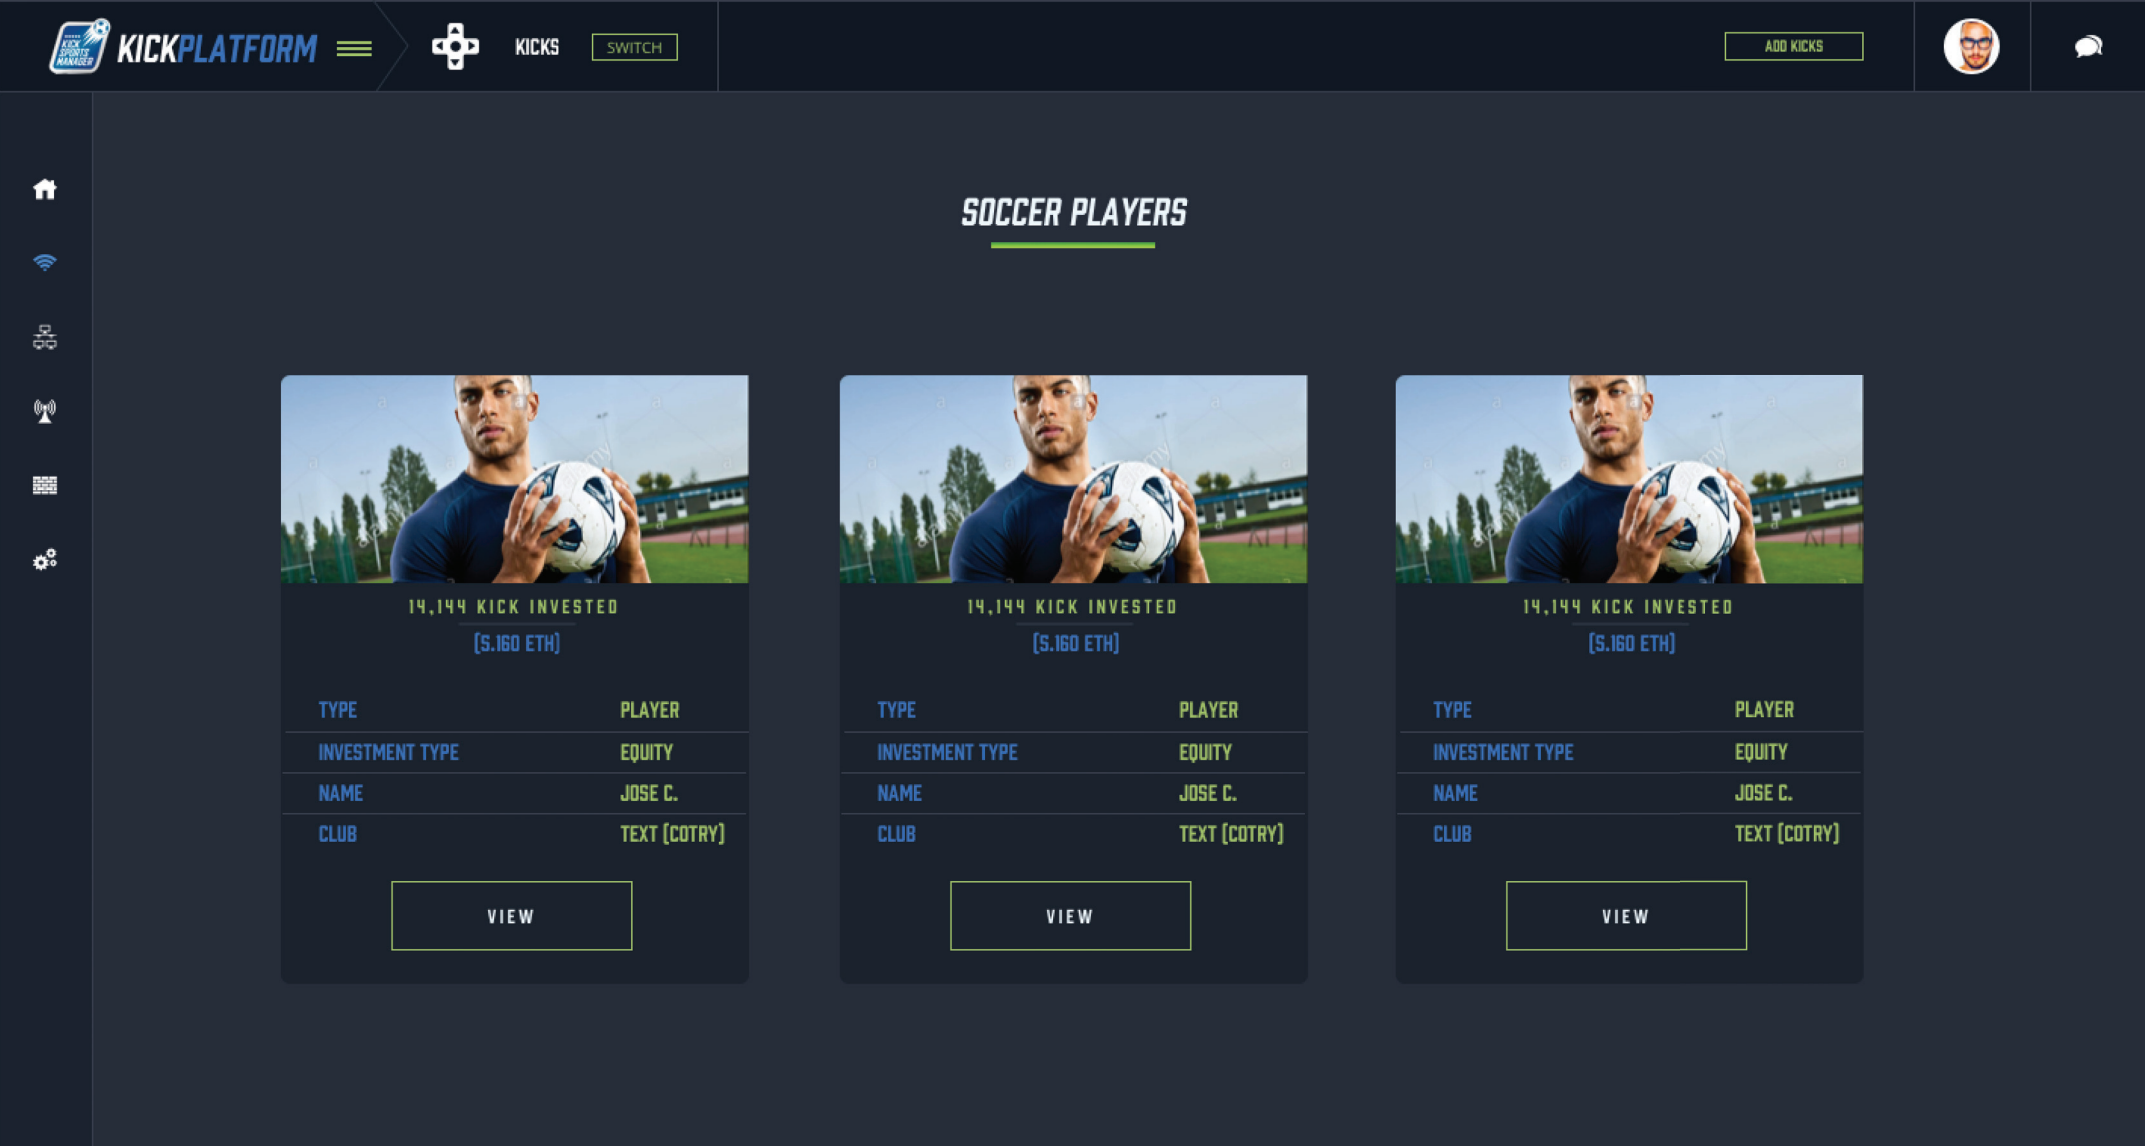 KICK SPORTS MANAGER
KICKPLATFORM
KICKS
SWITCH
ADD KICKS
SOCCER PLAYERS
14,144 KICK INVESTED
(5.160 ETH)
TYPE PLAYER
INVESTMENT TYPE EQUITY
NAME JOSE C.
CLUB TEXT (COTRY)
VIEW
14,144 KICK INVESTED
(5.160 ETH)
TYPE PLAYER
INVESTMENT TYPE EQUITY
NAME JOSE C.
CLUB TEXT (COTRY)
VIEW
14,144 KICK INVESTED
(5.160 ETH)
TYPE PLAYER
INVESTMENT TYPE EQUITY
NAME JOSE C.
CLUB TEXT (COTRY)
VIEW